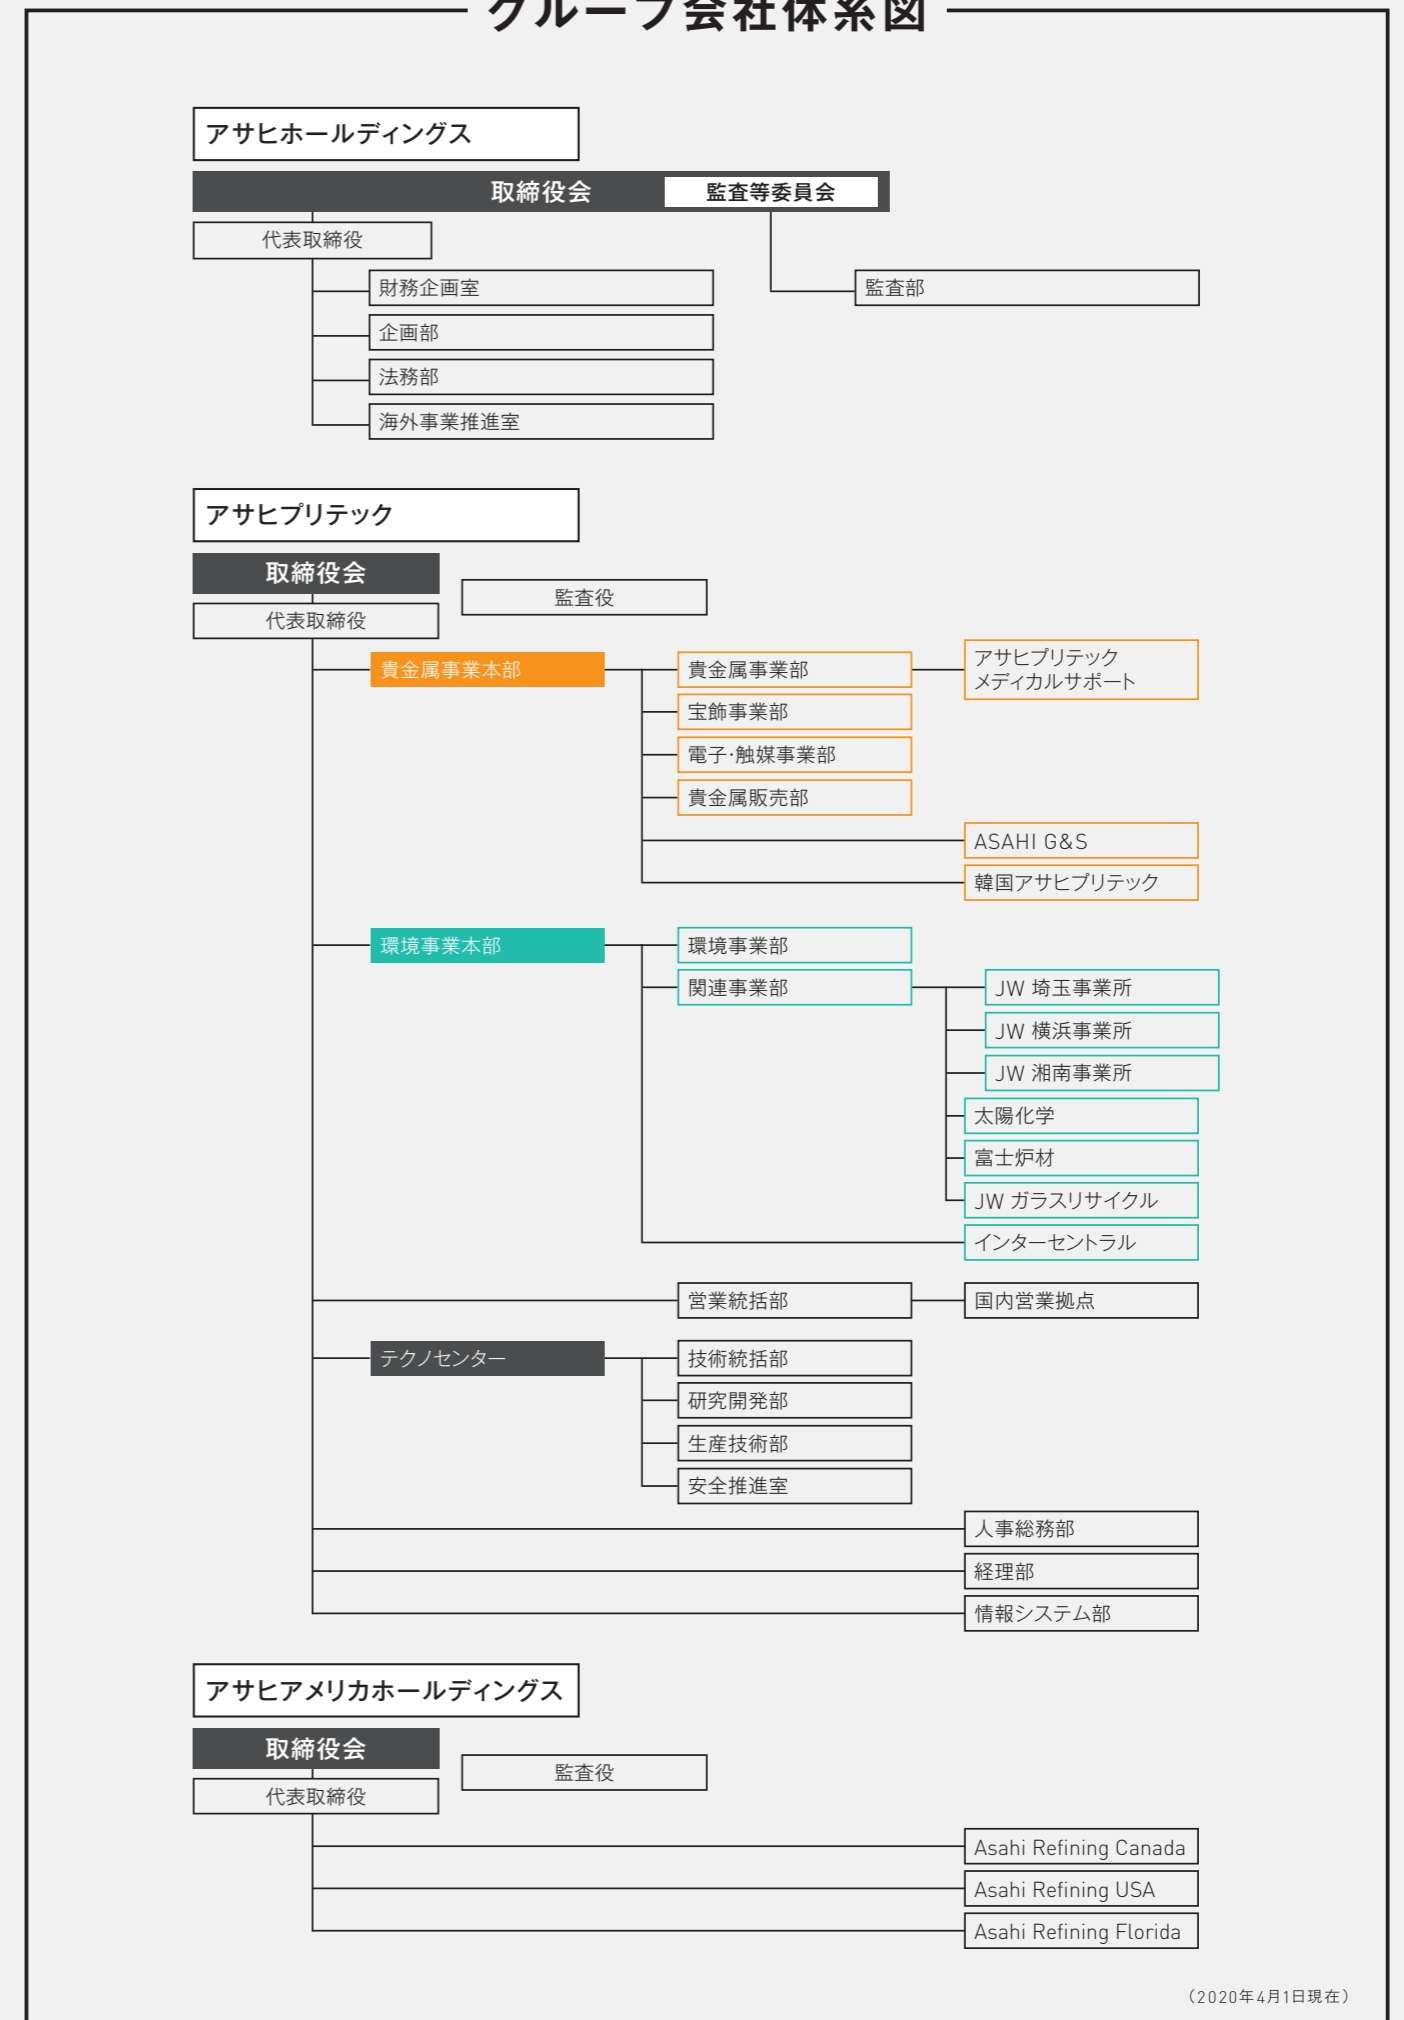 グループ会社体系図
アサヒホールディングス
取締役会
監査等委員会
代表取締役
財務企画室
監査部
企画部
法務部
海外事業推進室
アサヒプリテック
取締役会
監査役
代表取締役
貴金属事業本部
貴金属事業部
アサヒプリテック
メディカルサポート
宝飾事業部
電子・触媒事業部
貴金属販売部
ASAHI G&S
韓国アサヒプリテック
環境事業本部
環境事業部
関連事業部
JW 埼玉事業所
JW 横浜事業所
JW 湘南事業所
太陽化学
富士炉材
JW ガラスリサイクル
インターセントラル
営業統括部
国内営業拠点
テクノセンター
技術統括部
研究開発部
生産技術部
安全推進室
人事総務部
経理部
情報システム部
アサヒアメリカホールディングス
取締役会
監査役
代表取締役
Asahi Refining Canada
Asahi Refining USA
Asahi Refining Florida
（2020年4月1日現在）